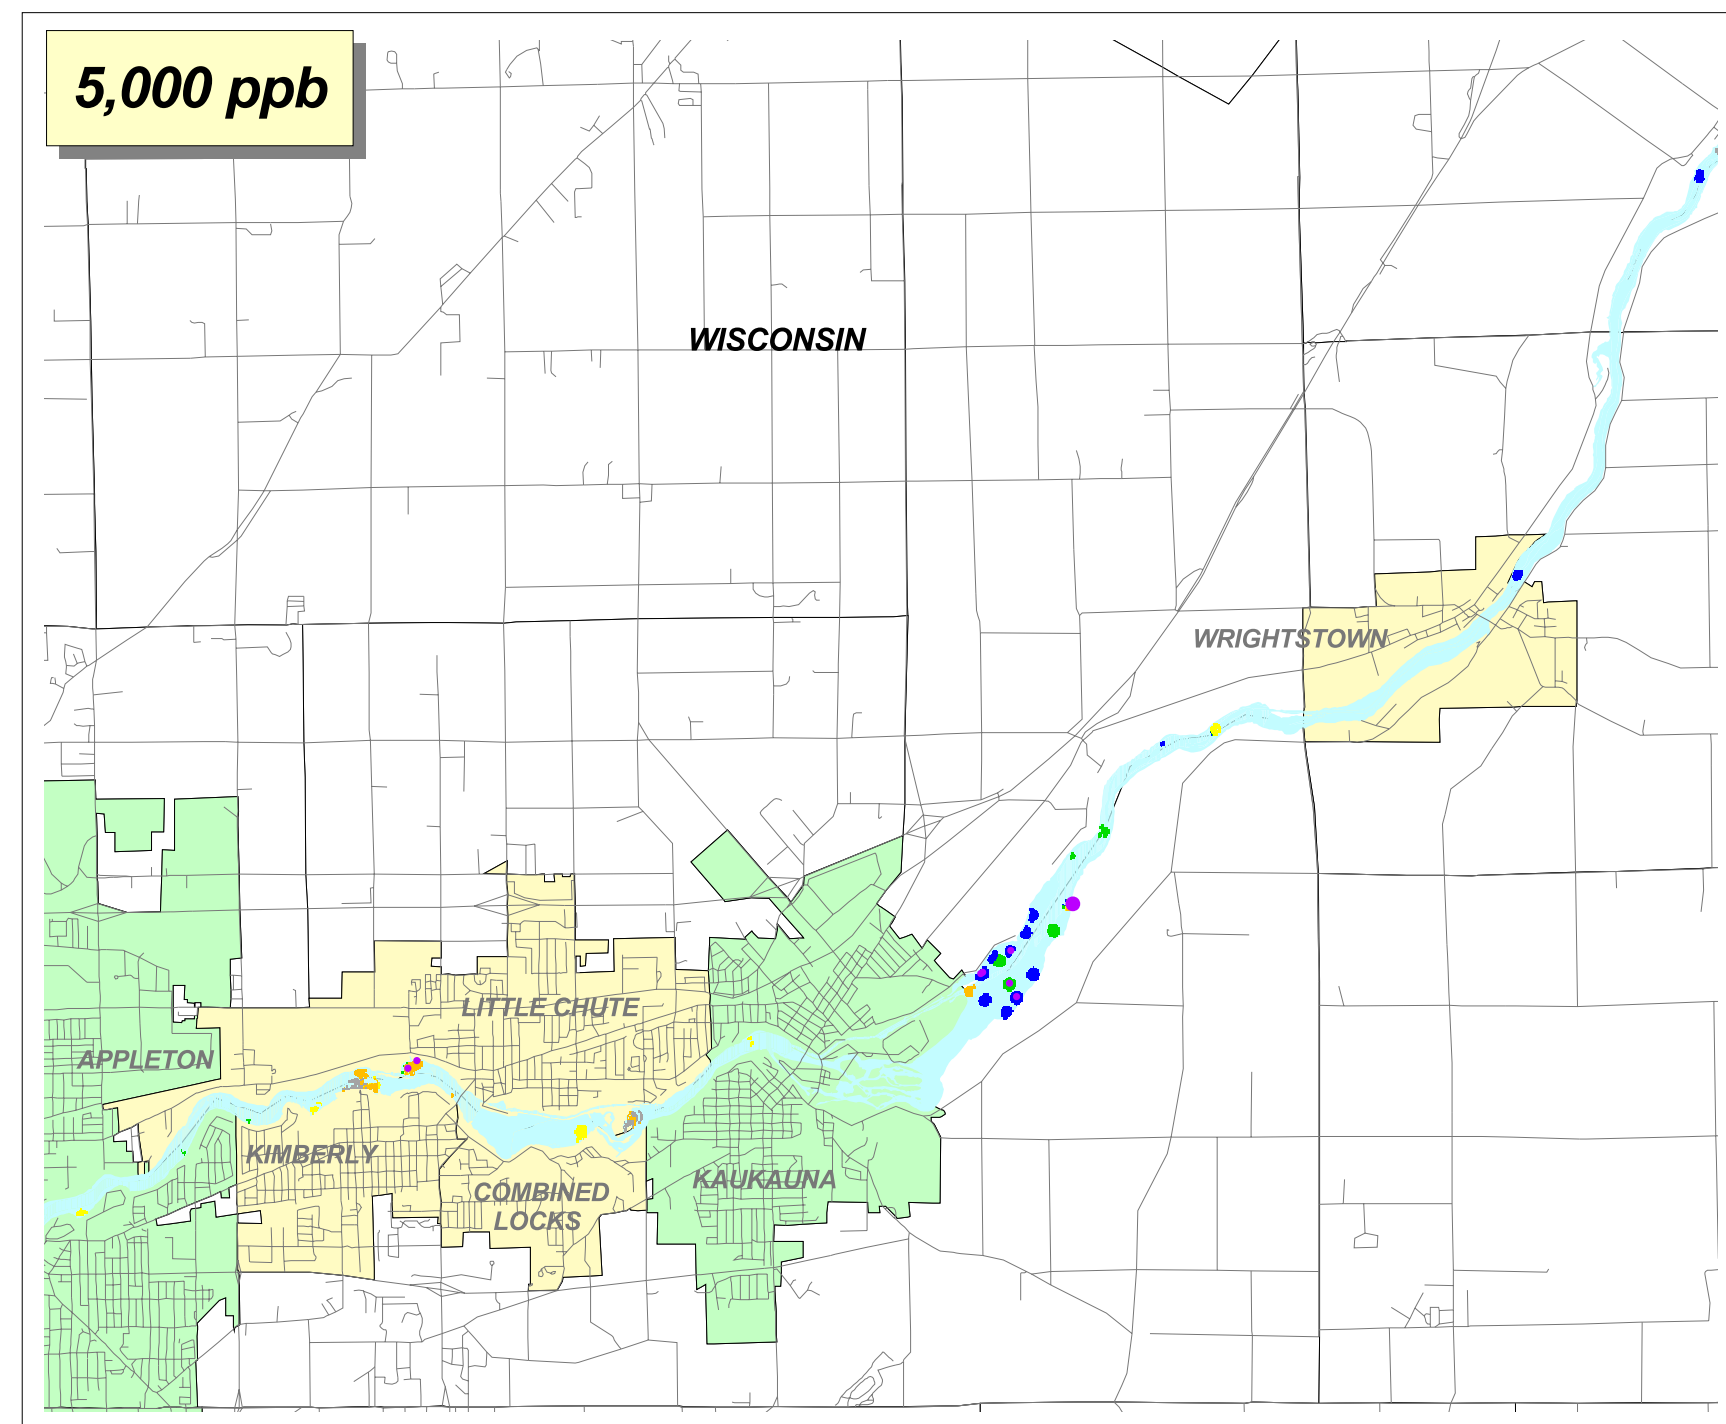 5,000 ppb
WISCONSIN
WRIGHTSTOWN
LITTLE CHUTE
APPLETON
KIMBERLY
KAUKAUNA
COMBINED
LOCKS